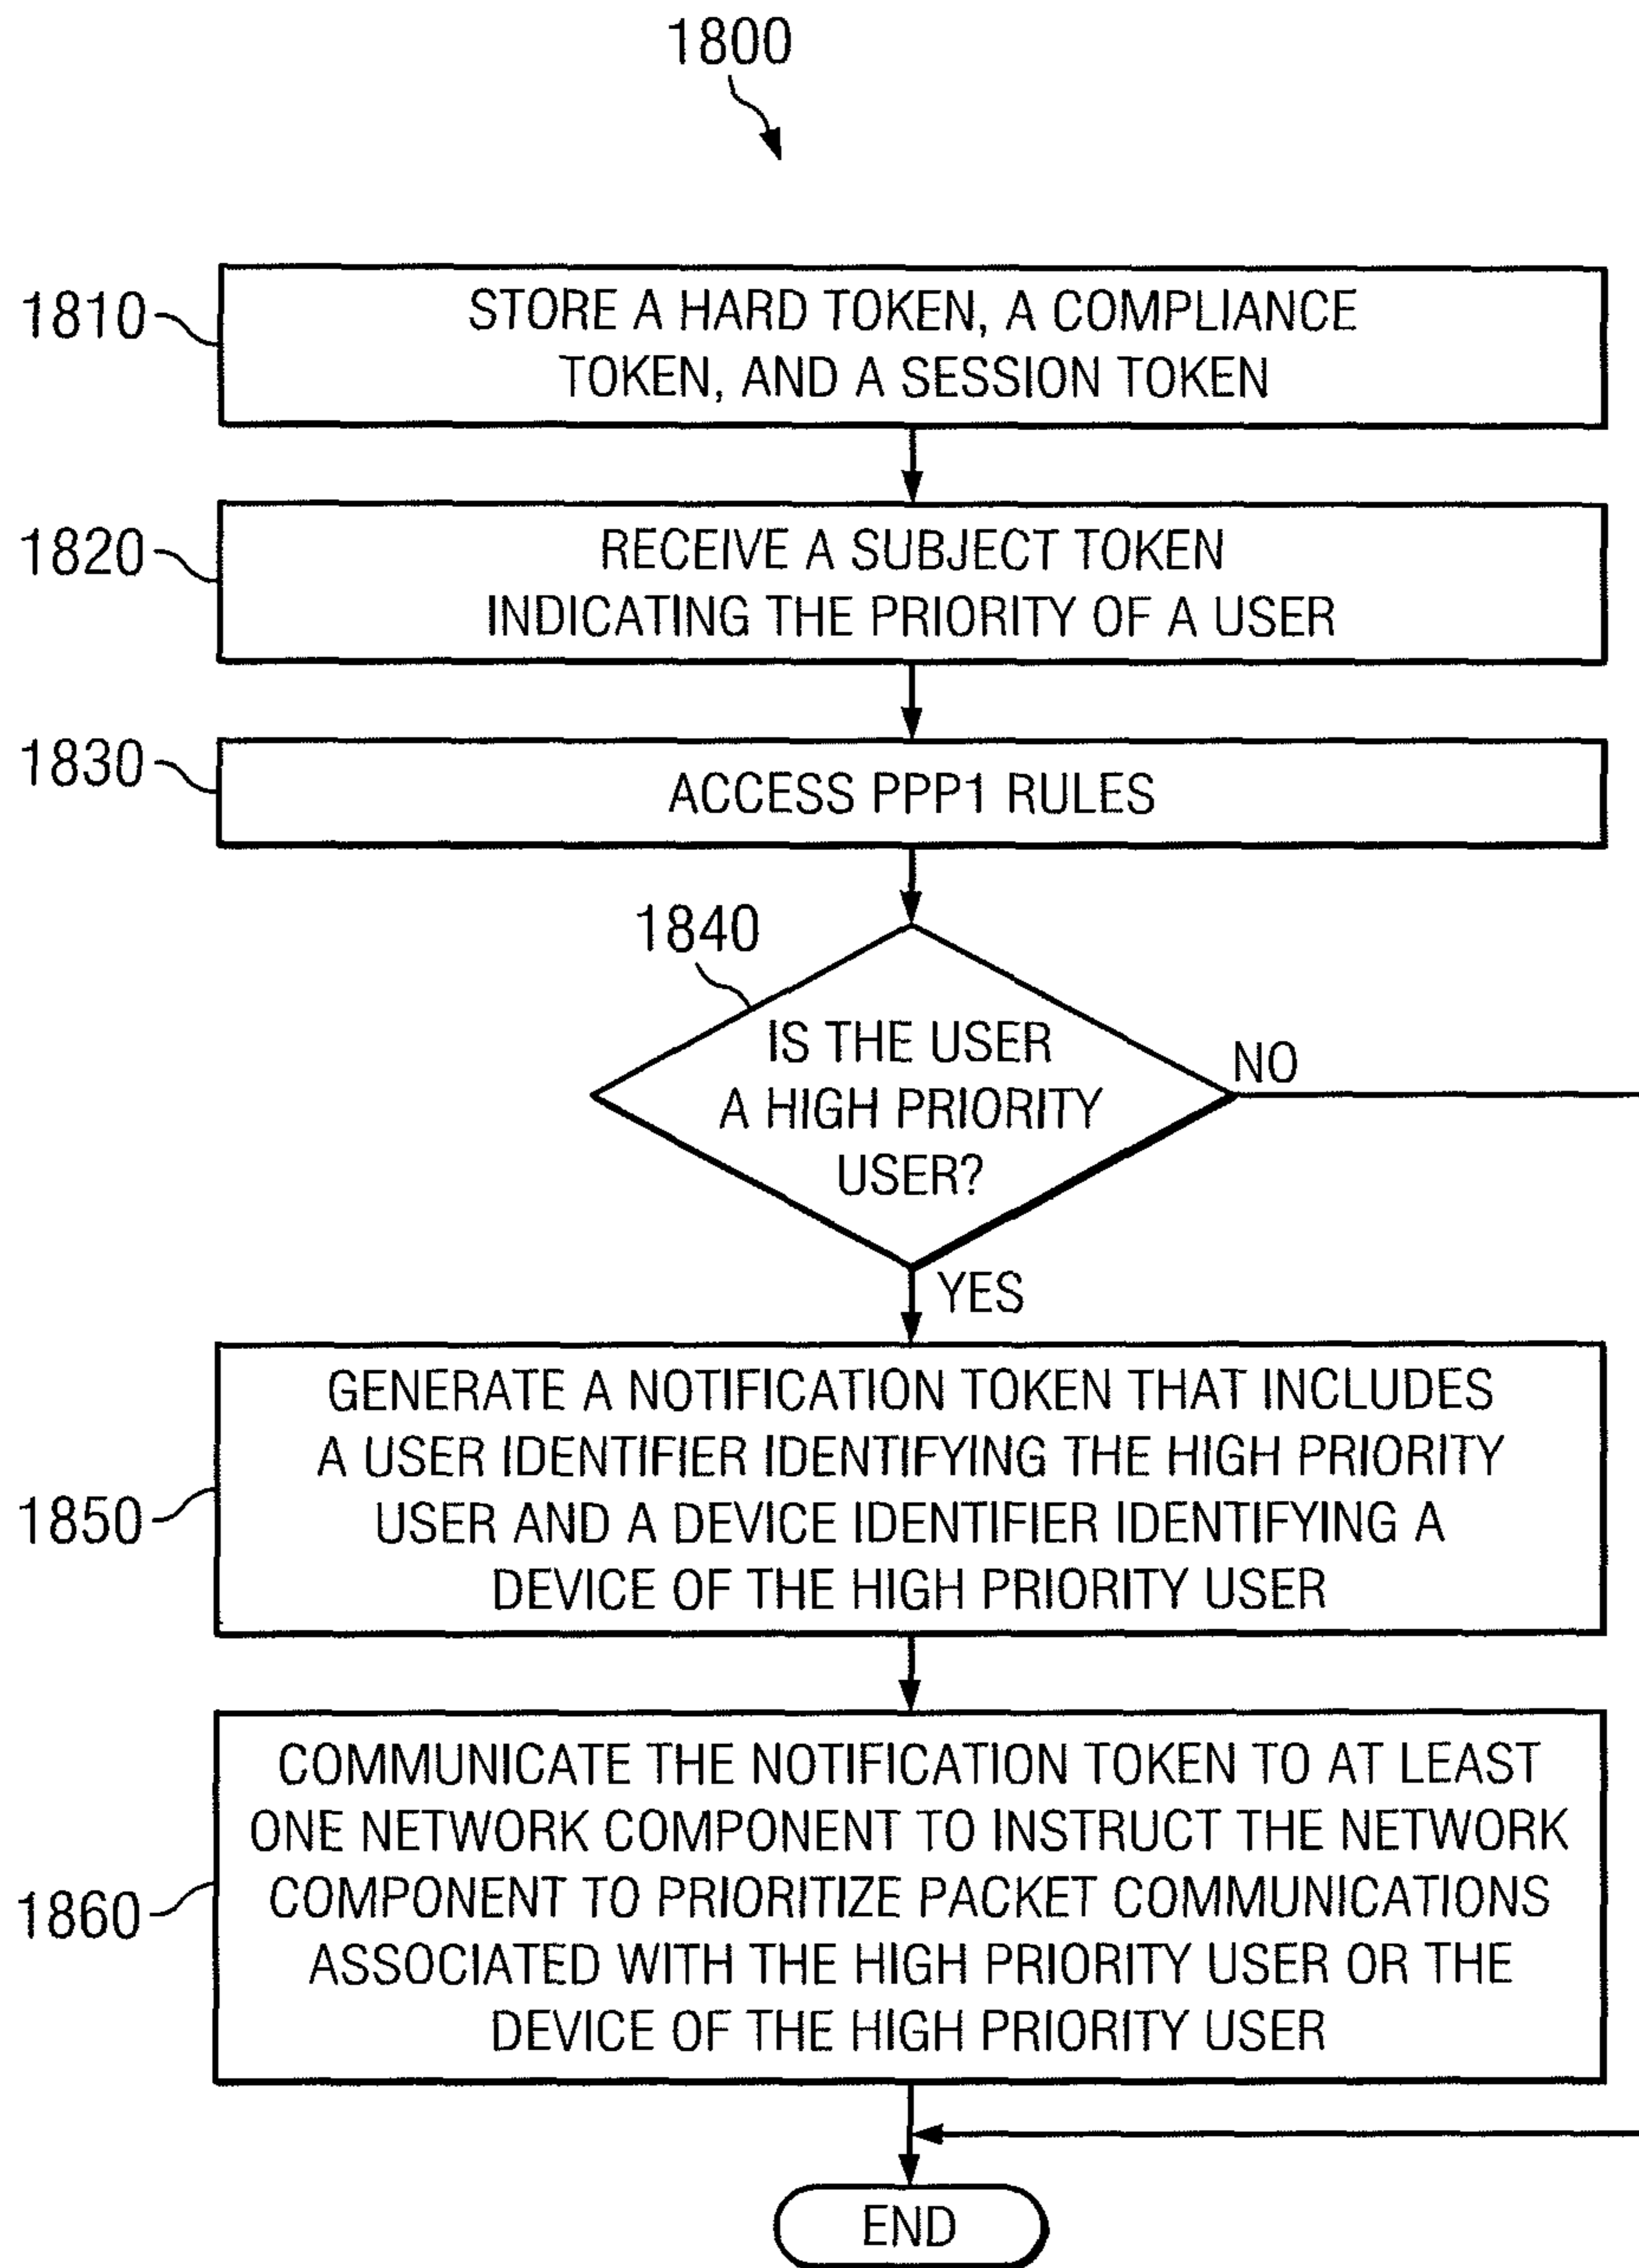 1800
1810
STORE A HARD TOKEN, A COMPLIANCE
TOKEN, AND A SESSION TOKEN
1820
RECEIVE A SUBJECT TOKEN
INDICATING THE PRIORITY OF A USER
1830
ACCESS PPP1 RULES
1840
IS THE USER
A HIGH PRIORITY
USER?
NO
YES
1850
GENERATE A NOTIFICATION TOKEN THAT INCLUDES
A USER IDENTIFIER IDENTIFYING THE HIGH PRIORITY
USER AND A DEVICE IDENTIFIER IDENTIFYING A
DEVICE OF THE HIGH PRIORITY USER
1860
COMMUNICATE THE NOTIFICATION TOKEN TO AT LEAST
ONE NETWORK COMPONENT TO INSTRUCT THE NETWORK
COMPONENT TO PRIORITIZE PACKET COMMUNICATIONS
ASSOCIATED WITH THE HIGH PRIORITY USER OR THE
DEVICE OF THE HIGH PRIORITY USER
END